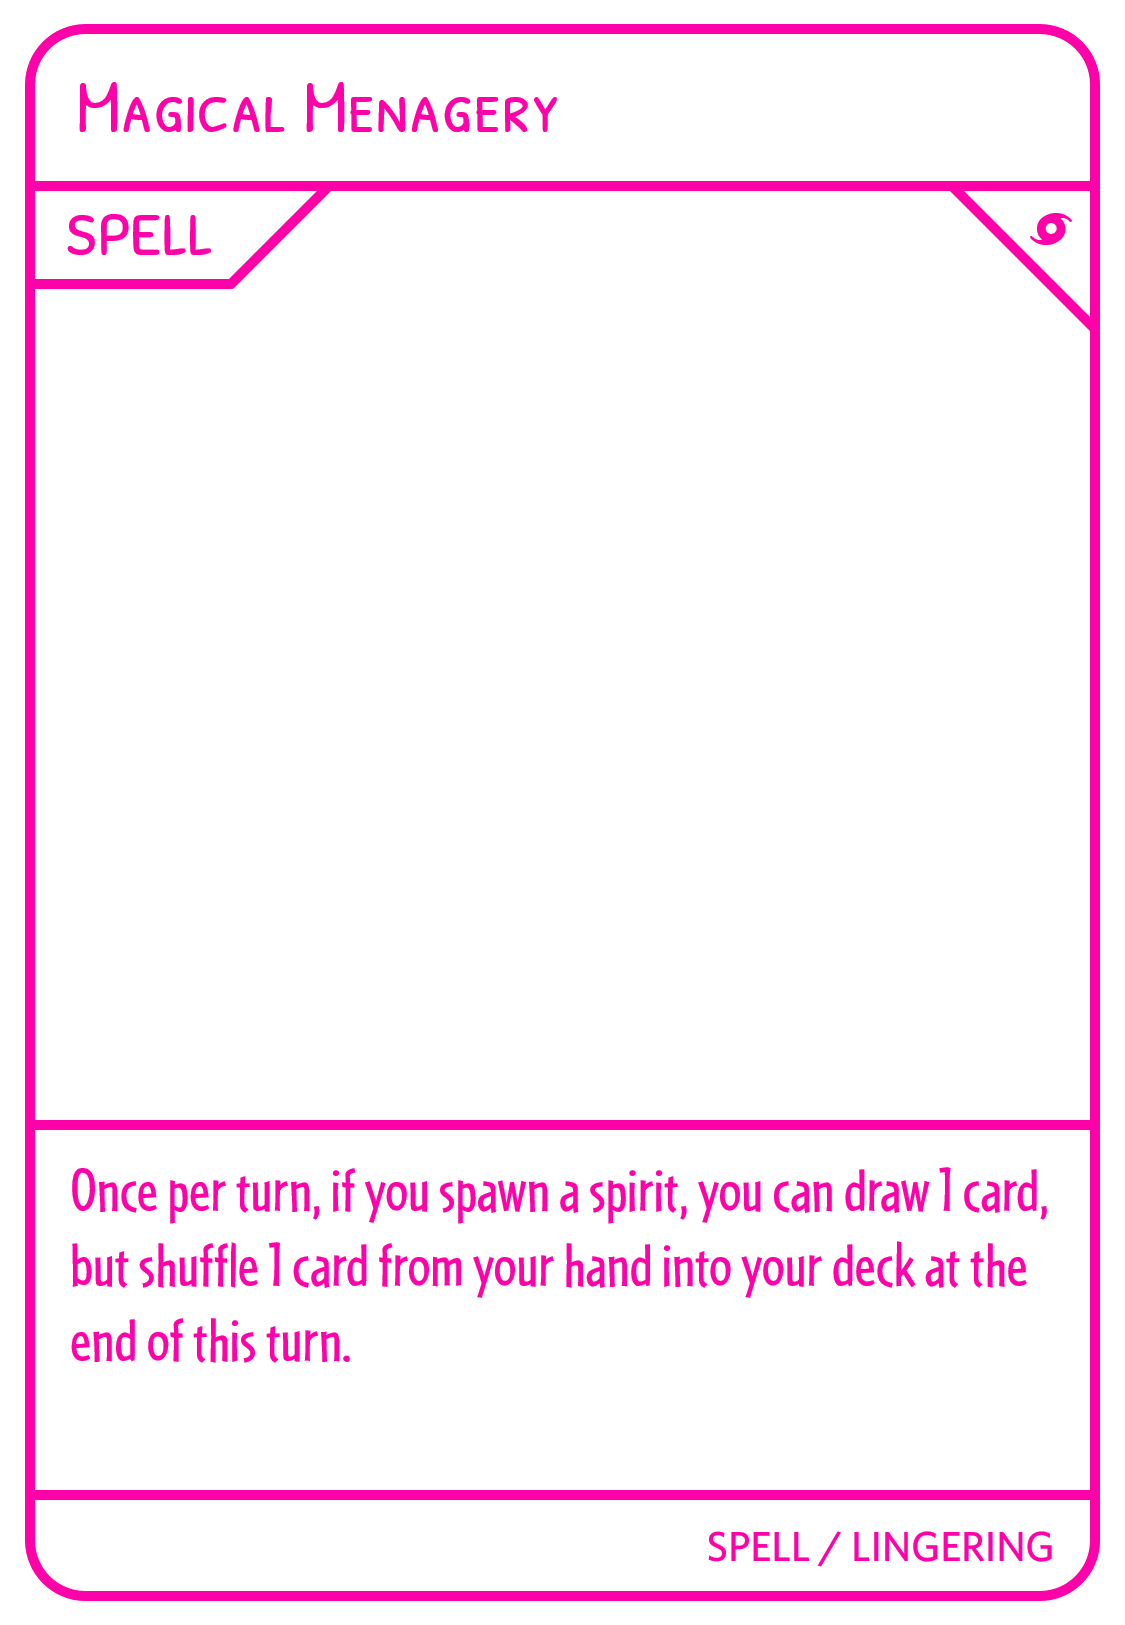 Magical Menagery
SPELL
Once per turn, if you spawn a spirit, you can draw 1 card,
but shuffle 1 card from your hand into your deck at the
end of this turn.
SPELL / LINGERING